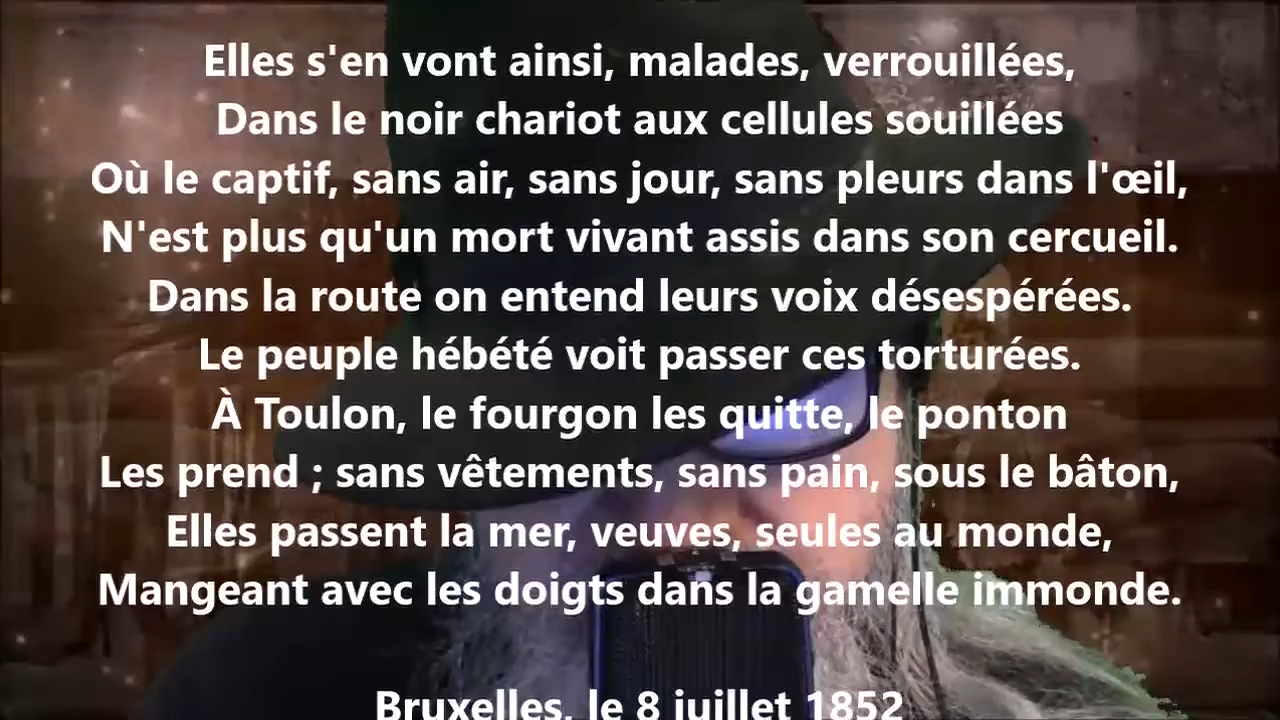 Elles s'en vont ainsi, malades, verrouillées,
Dans le noir chariot aux cellules souillées
Où le captif, sans air, sans jour, sans pleurs dans l'œil,
N'est plus qu'un mort vivant assis dans son cercueil.
Dans la route on entend leurs voix désespérées.
Le peuple hébété voit passer ces torturées.
À Toulon, le fourgon les quitte, le ponton
Les prend ; sans vêtements, sans pain, sous le bâton,
Elles passent la mer, veuves, seules au monde,
Mangeant avec les doigts dans la gamelle immonde.
Bruxelles, le 8 juillet 1852